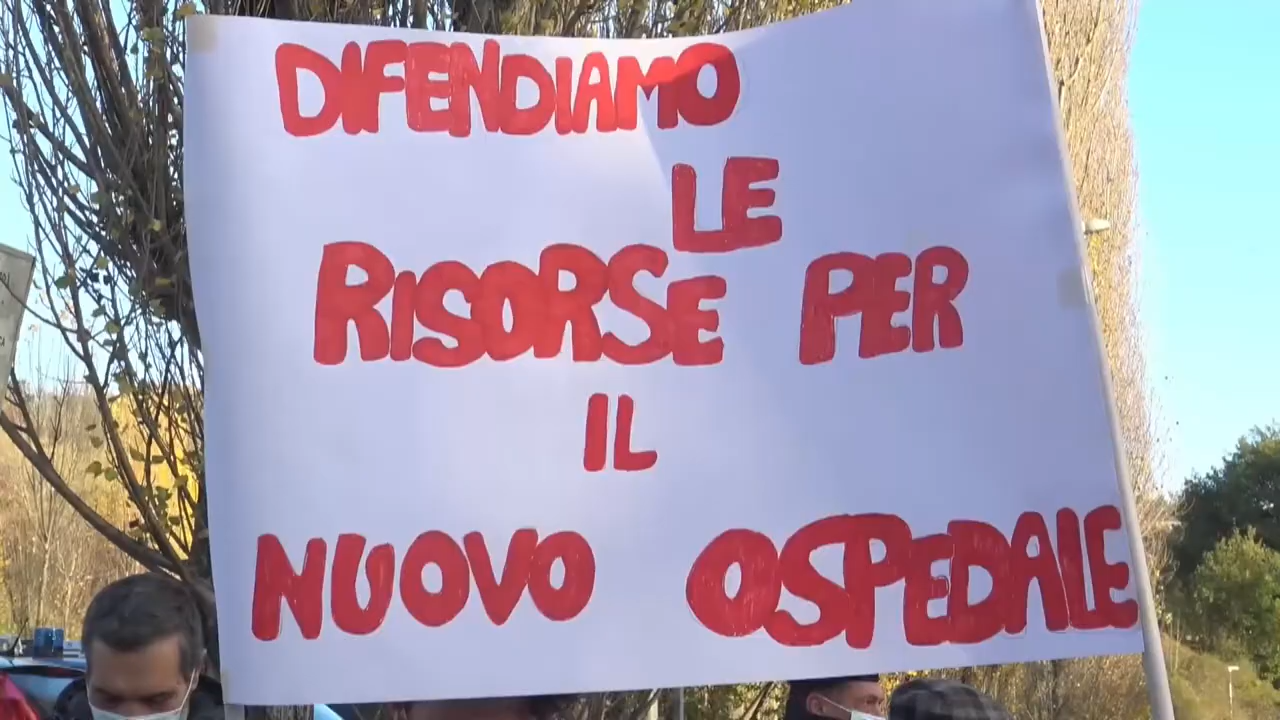 DIFENDIAMO
LE
RISORSE PER
IL
NUOVO OSPEDALE